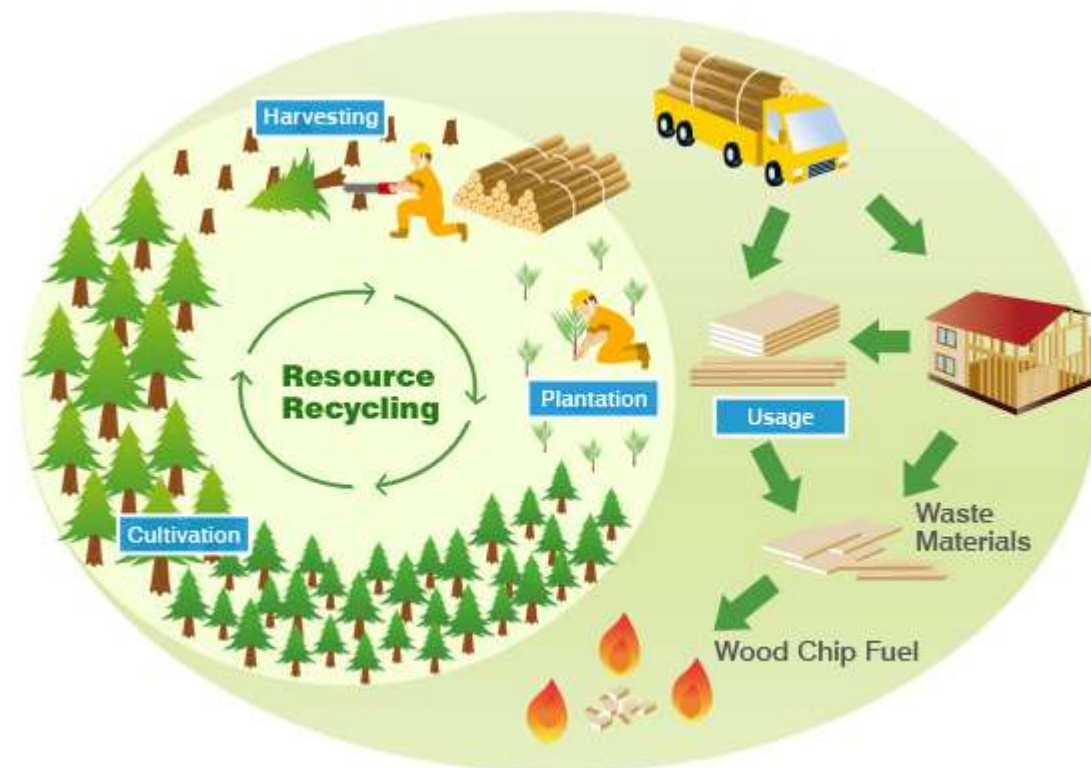 Harvesting
Resource
Recycling
Plantation
Usage
Cultivation
Waste
Materials
Wood Chip Fuel